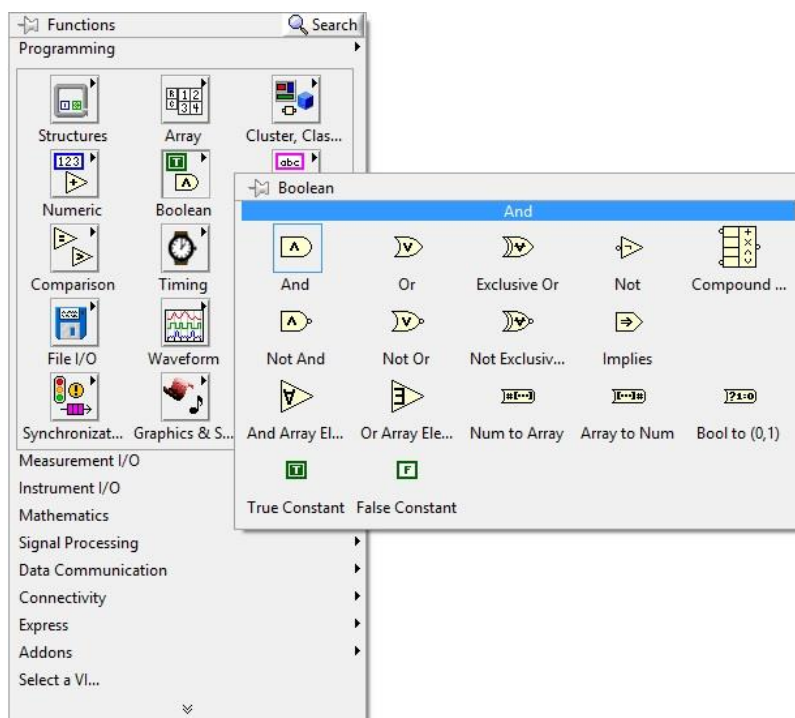 Functions
Search
Programming
Structures
Array
Cluster, Clas...
Numeric
Boolean
Comparison
Timing
File I/O
Waveform
Synchronizat...
Graphics & S...
Measurement I/O
Instrument I/O
Mathematics
Signal Processing
Data Communication
Connectivity
Express
Addons
Select a VI...
Boolean
And
And
Or
Exclusive Or
Not
Compound ...
Not And
Not Or
Not Exclusiv...
Implies
And Array El...
Or Array Ele...
Num to Array
Array to Num
Bool to (0,1)
True Constant
False Constant